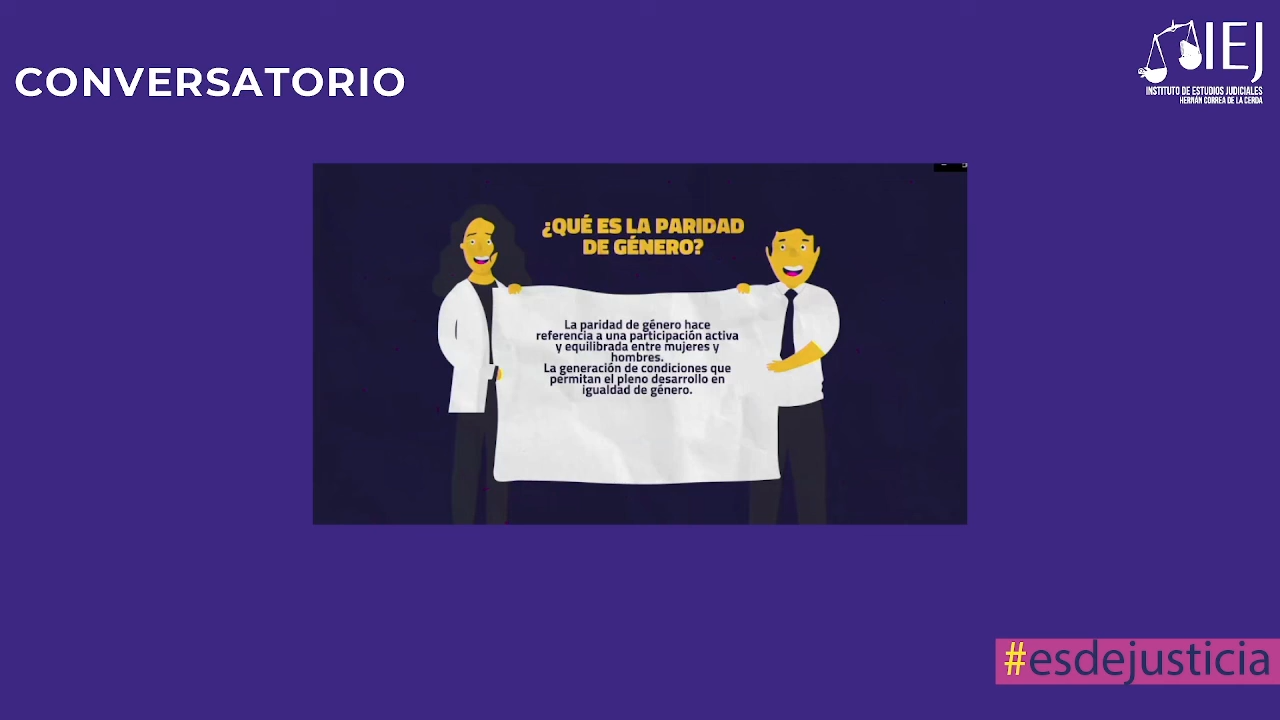 CONVERSATORIO
IEJ
INSTITUTO DE ESTUDIOS JUDICIALES
HERNÁN CORREA DE LA CERDA
¿QUÉ ES LA PARIDAD
DE GÉNERO?
La paridad de género hace
referencia a una participación activa
y equilibrada entre mujeres y
hombres.
La generación de condiciones que
permitan el pleno desarrollo en
igualdad de género.
#esdejusticia